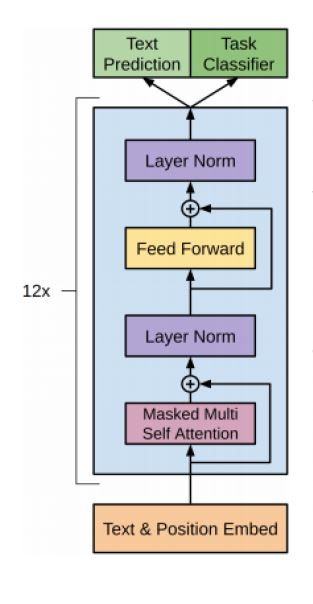 Text
Prediction
Task
Classifier
Layer Norm
Feed Forward
12x
Layer Norm
Masked Multi
Self Attention
Text & Position Embed